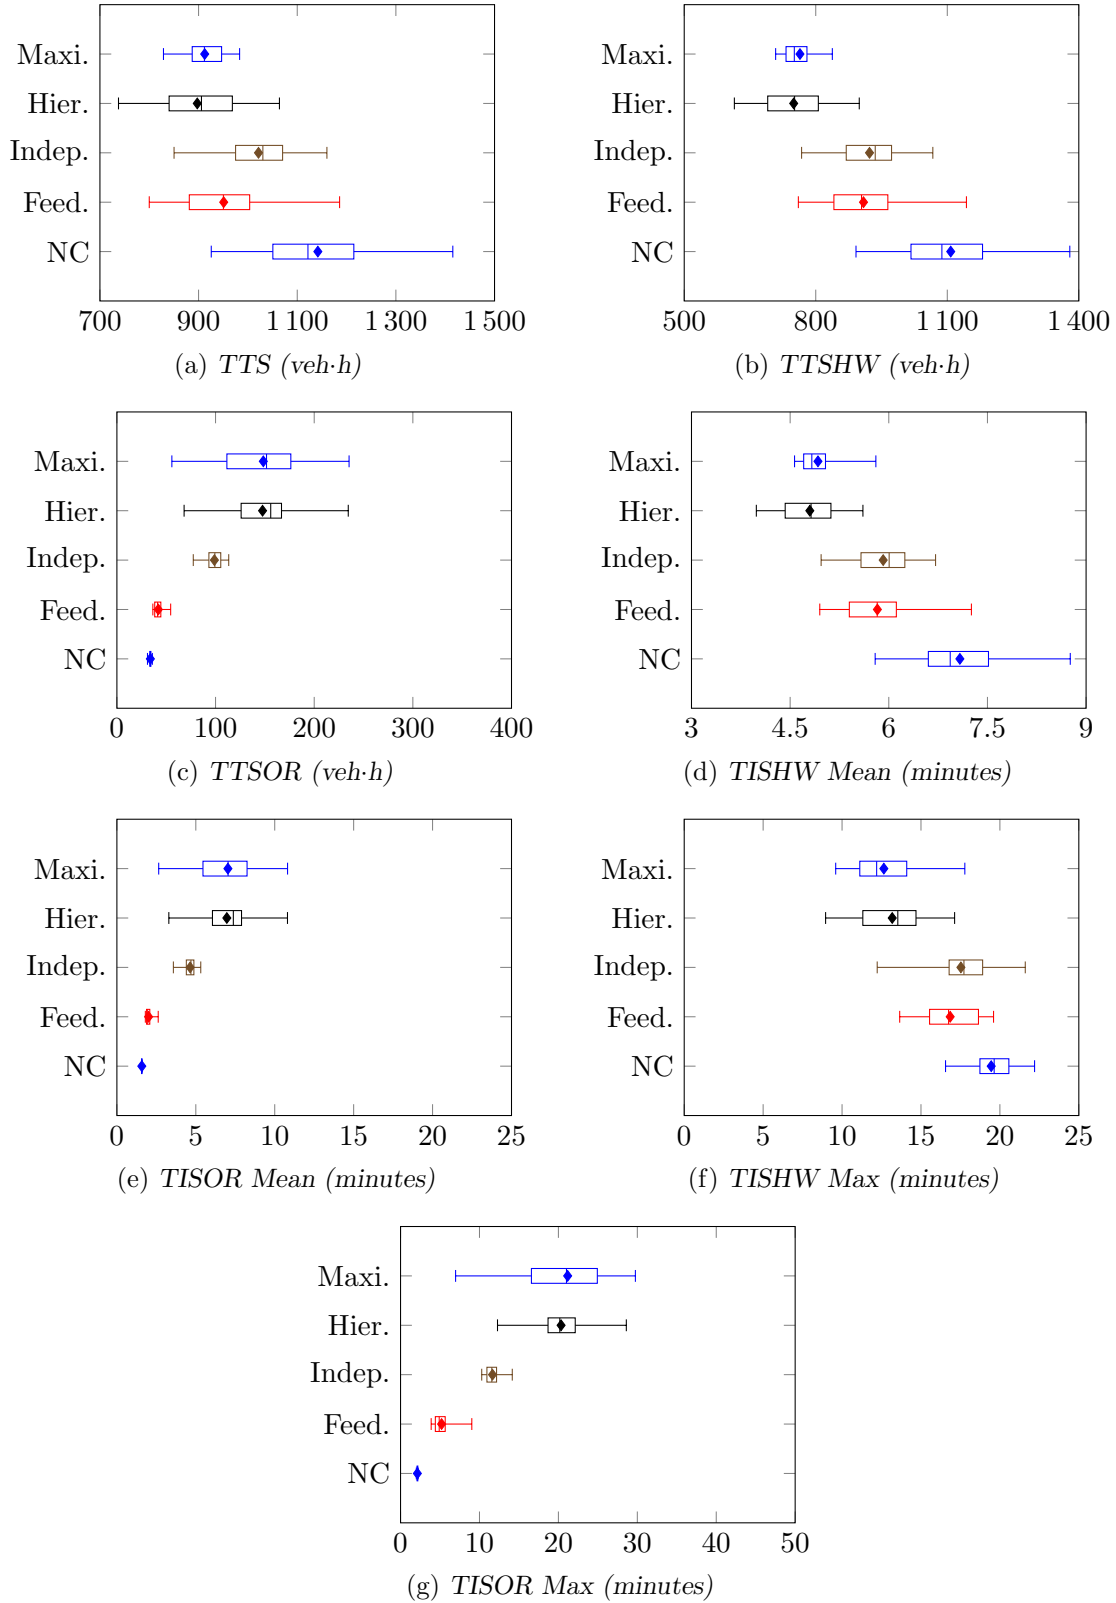 Maxi.
Hier.
Indep.
Feed.
NC
700 900 1 100 1 300 1 500
(a) TTS (veh·h)
Maxi.
Hier.
Indep.
Feed.
NC
500 800 1 100 1 400
(b) TTSHW (veh·h)
Maxi.
Hier.
Indep.
Feed.
NC
0 100 200 300 400
(c) TTSOR (veh·h)
Maxi.
Hier.
Indep.
Feed.
NC
3 4.5 6 7.5 9
(d) TISHW Mean (minutes)
Maxi.
Hier.
Indep.
Feed.
NC
0 5 10 15 20 25
(e) TISOR Mean (minutes)
Maxi.
Hier.
Indep.
Feed.
NC
0 5 10 15 20 25
(f) TISHW Max (minutes)
Maxi.
Hier.
Indep.
Feed.
NC
0 10 20 30 40 50
(g) TISOR Max (minutes)